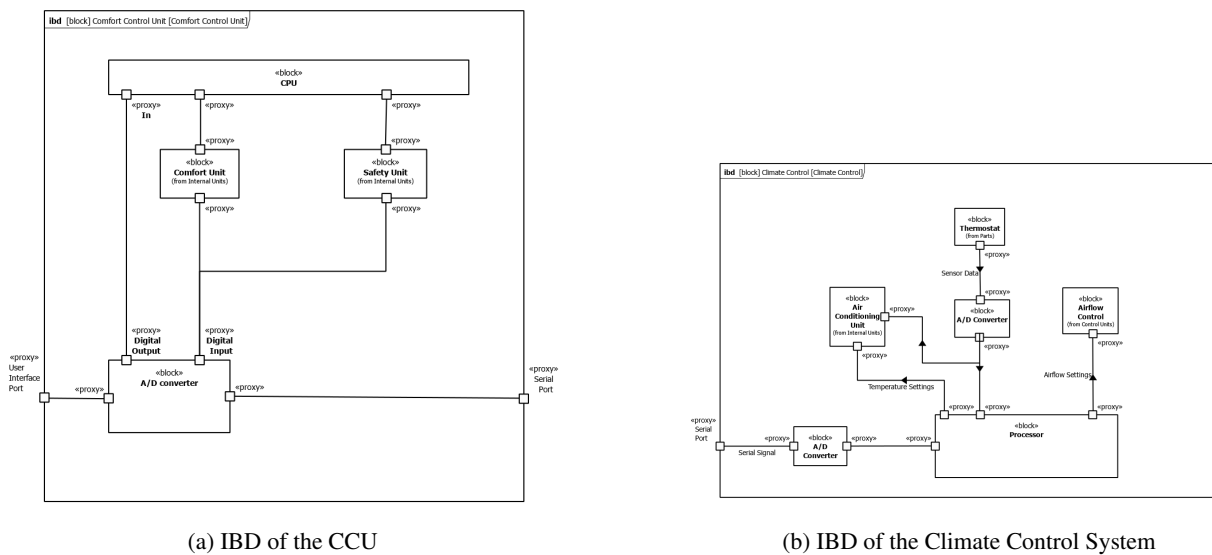 ibd [block] Comfort Control Unit [Comfort Control Unit]
«block»
CPU
«proxy»
In
«proxy»
«proxy»
«proxy»
«proxy»
«block»
Comfort Unit
(from Internal Units)
«block»
Safety Unit
(from Internal Units)
«proxy»
«proxy»
«proxy»
Digital
Output
«proxy»
Digital
Input
«proxy»
User
Interface
Port
«proxy»
«block»
A/D converter
«proxy»
«proxy»
Serial
Port
(a) IBD of the CCU
ibd [block] Climate Control [Climate Control]
«block»
Thermostat
(from Parts)
«proxy»
Sensor Data
«proxy»
«block»
Air
Conditioning
Unit
(from Internal Units)
«proxy»
«block»
A/D Converter
«block»
Airflow
Control
(from Control Units)
«proxy»
«proxy»
«proxy»
Temperature Settings
Airflow Settings
«proxy»
«proxy»
«proxy»
«proxy»
Serial
Port
Serial Signal
«proxy»
«block»
A/D
Converter
«proxy»
«proxy»
«block»
Processor
(b) IBD of the Climate Control System